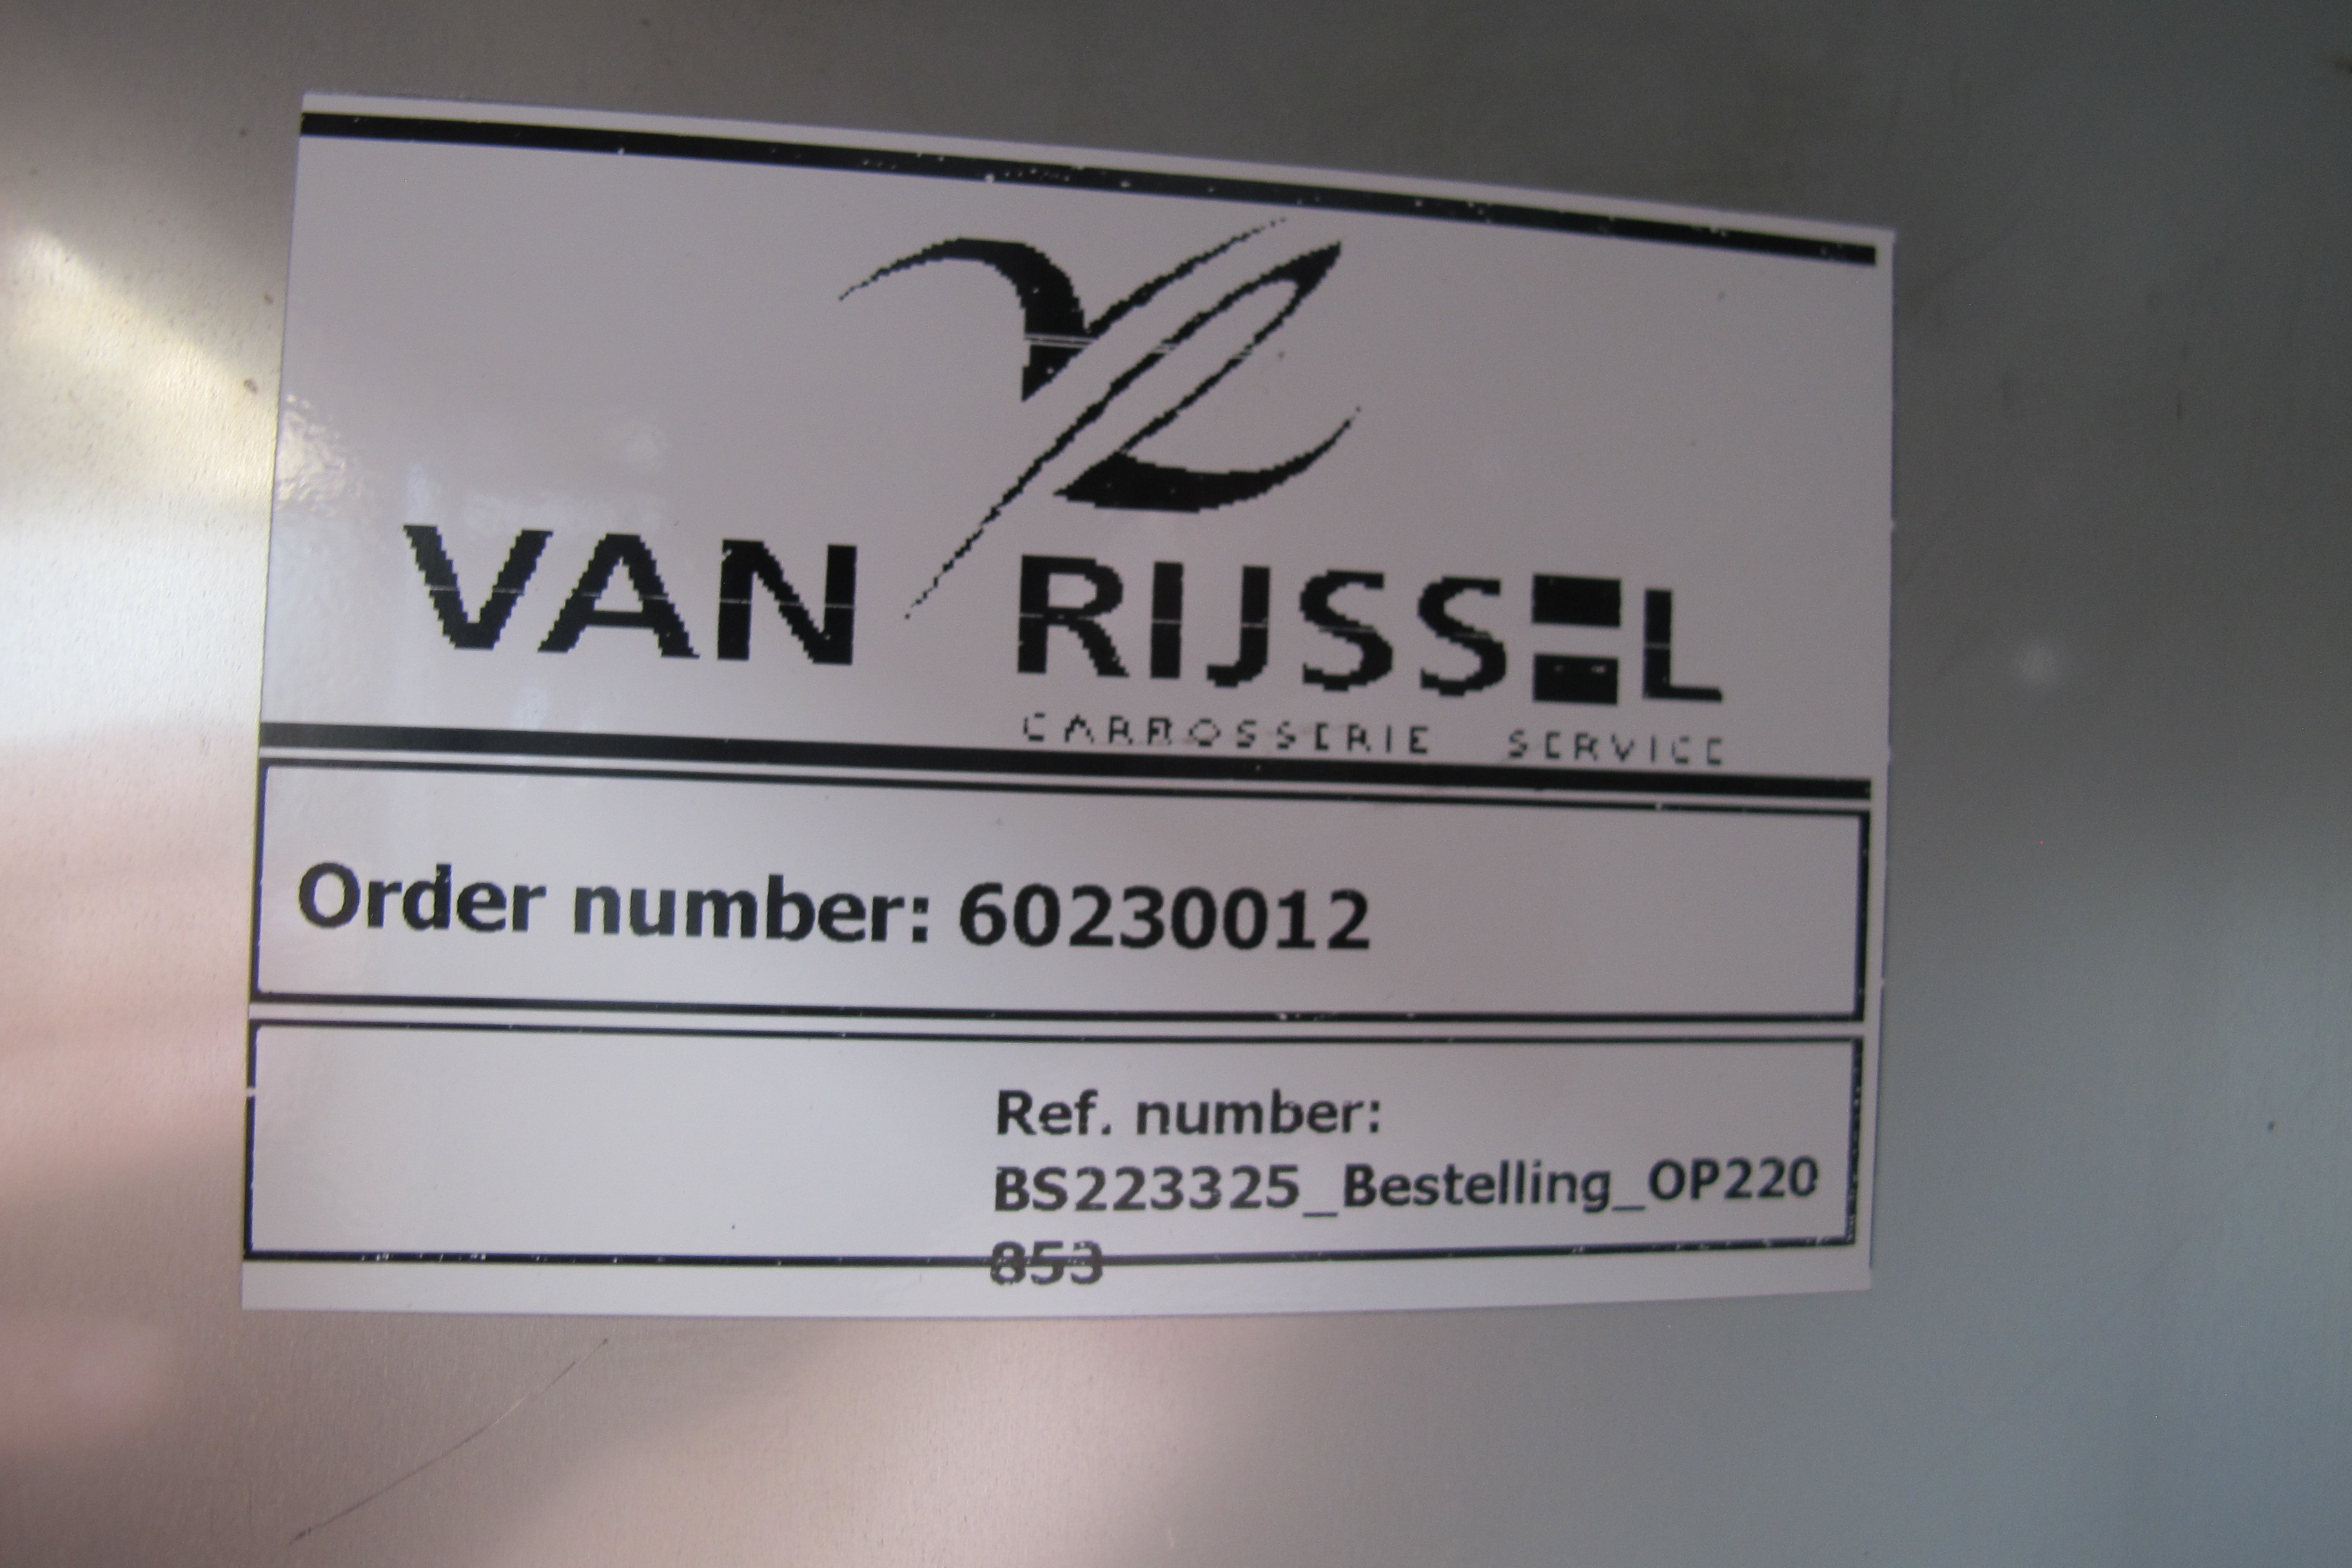 VAN RIJSSEL
CARROSSERIE SERVICE
Order number: 60230012
Ref. number:
BS223325_Bestelling_OP220
853